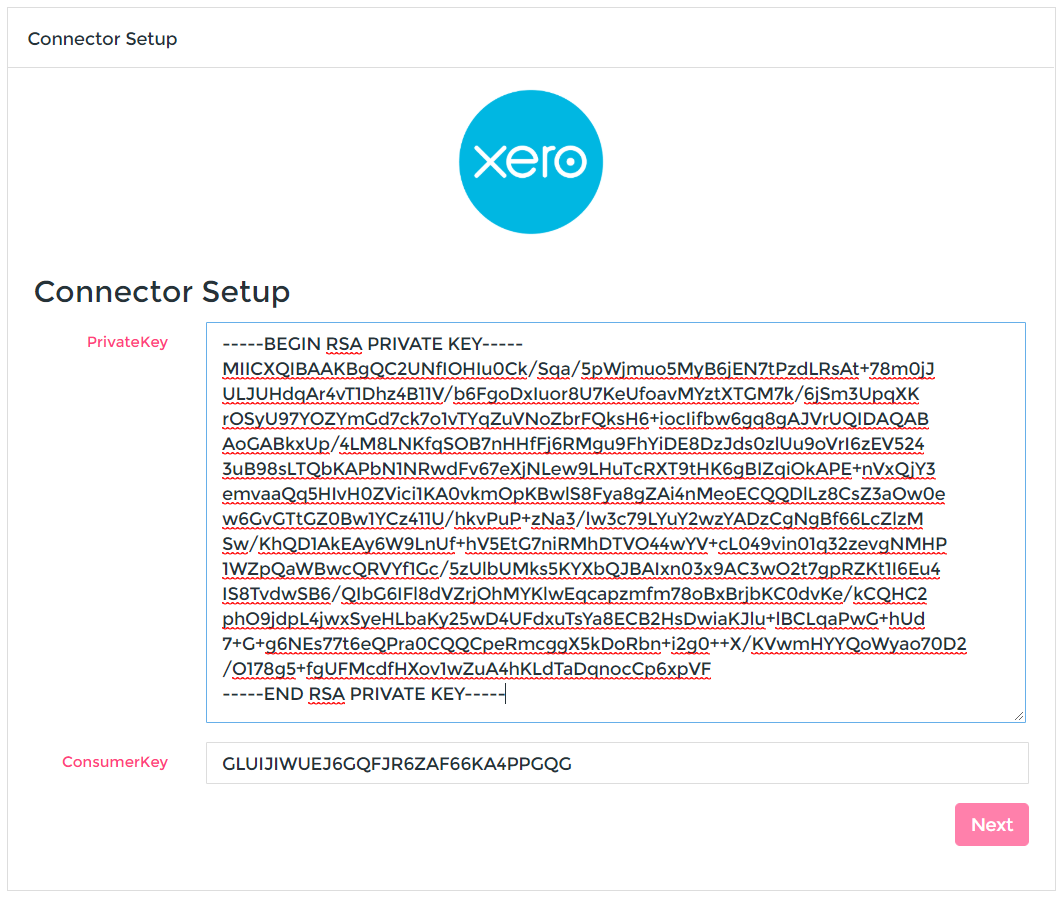 Connector Setup
xero
Connector Setup
PrivateKey
-----BEGIN RSA PRIVATE KEY-----
MIICXQIBAAKBgQC2UNfIOHIu0Ck/Sqa/5pWjmuo5MyB6jEN7tPzdLRsAt+78m0jJ
ULJUHdqAr4vT1Dhz4B11V/b6FgoDxIuor8U7KeUfoavMYztXTGM7k/6jSm3UpqXK
rOSyU97YOZYmGd7ck7o1vTYqZuVNoZbrFQksH6+iocIifbw6gq8gAJVrUQIDAQAB
AoGABkxUp/4LM8LNKfqSOB7nHHfFj6RMgu9FhYiDE8DzJds0zlUu9oVrI6zEV524
3uB98sLTQbKAPbN1NRwdFv67eXjNLew9LHuTcRXT9tHK6gBIZqiOkAPE+nVxQjY3
emvaaQq5HIvH0ZVici1KA0vkmOpKBwlS8Fya8gZAi4nMeoECQQDlLz8CsZ3aOw0e
w6GvGTtGZ0Bw1YCz411U/hkvPuP+zNa3/lw3c79LYuY2wzYADzCgNgBf66LcZlzM
Sw/KhQD1AkEAy6W9LnUf+hV5EtG7niRMhDTVO44wYV+cL049vin01q32zevgNMHP
1WZpQaWBwcQRVYf1Gc/5zUlbUMks5KYXbQJBAIxn03x9AC3wO2t7gpRZKt1I6Eu4
IS8TvdwSB6/QIbG6IFl8dVZrjOhMYKlwEqcapzmfm78oBxBrjbKC0dvKe/kCQHC2
phO9jdpL4jwxSyeHLbaKy25wD4UFdxuTsYa8ECB2HsDwiaKJlu+lBCLqaPwG+hUd
7+G+g6NEs77t6eQPra0CQQCpeRmcggX5kDoRbn+i2g0++X/KVwmHYYQoWyao70D2
/O178g5+fgUFMcdfHXov1wZuA4hKLdTaDqnocCp6xpVF
-----END RSA PRIVATE KEY-----
ConsumerKey
GLUIJIWUEJ6GQFJR6ZAF66KA4PPGQG
Next